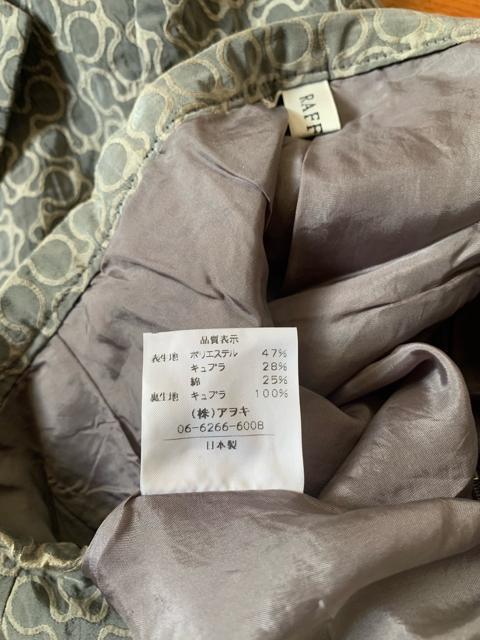 RAFF
品質表示
表生地 ポリエステル 47%
キュプラ 28%
綿 25%
裏生地 キュプラ 100%
(株)アヲキ
06-6266-6008
日本製